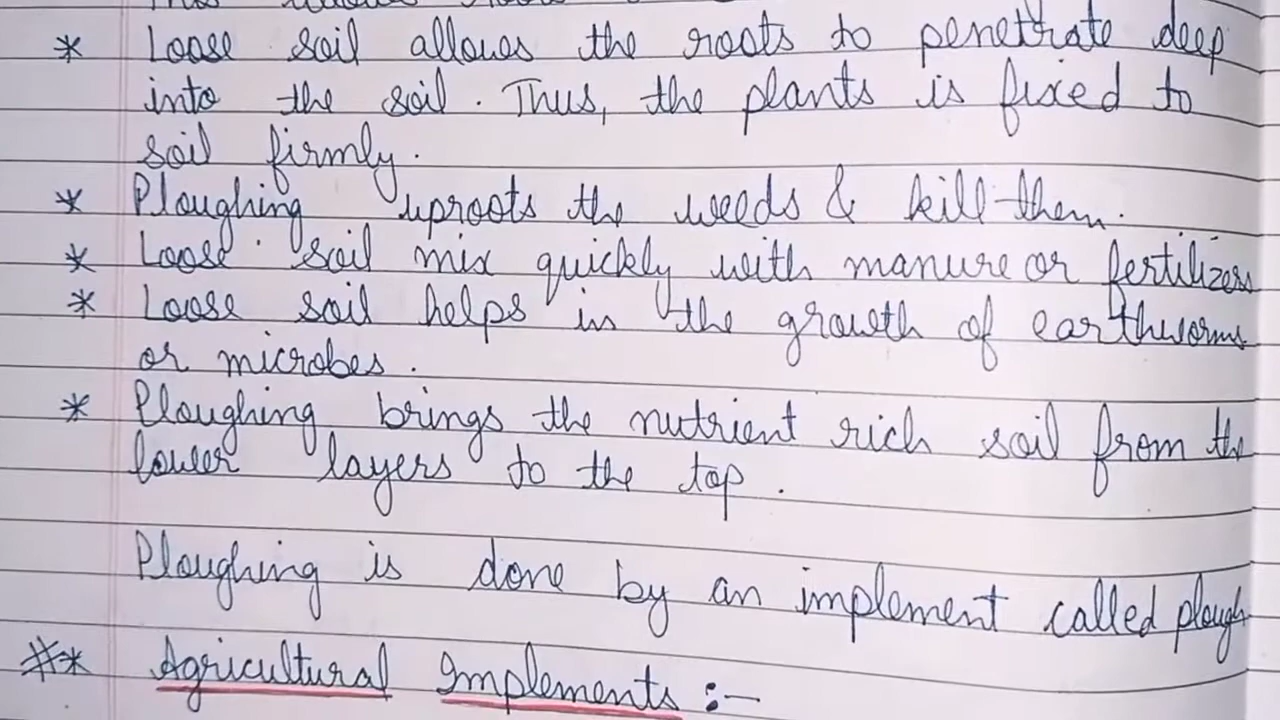 * Loose soil allows the roots to penettrate deep
into the soil. Thus, the plants is fixed to
soil firmly.
* Ploughing uproots the weeds & kill them.
* Loose soil mix quickly with manure or fertilizers
* Loose soil helps in the growth of earthworms
or microbes.
* Ploughing brings the nutrient rich soil from the
lower layers to the top.
Ploughing is done by an implement called plough
** Agricultural Implements :-